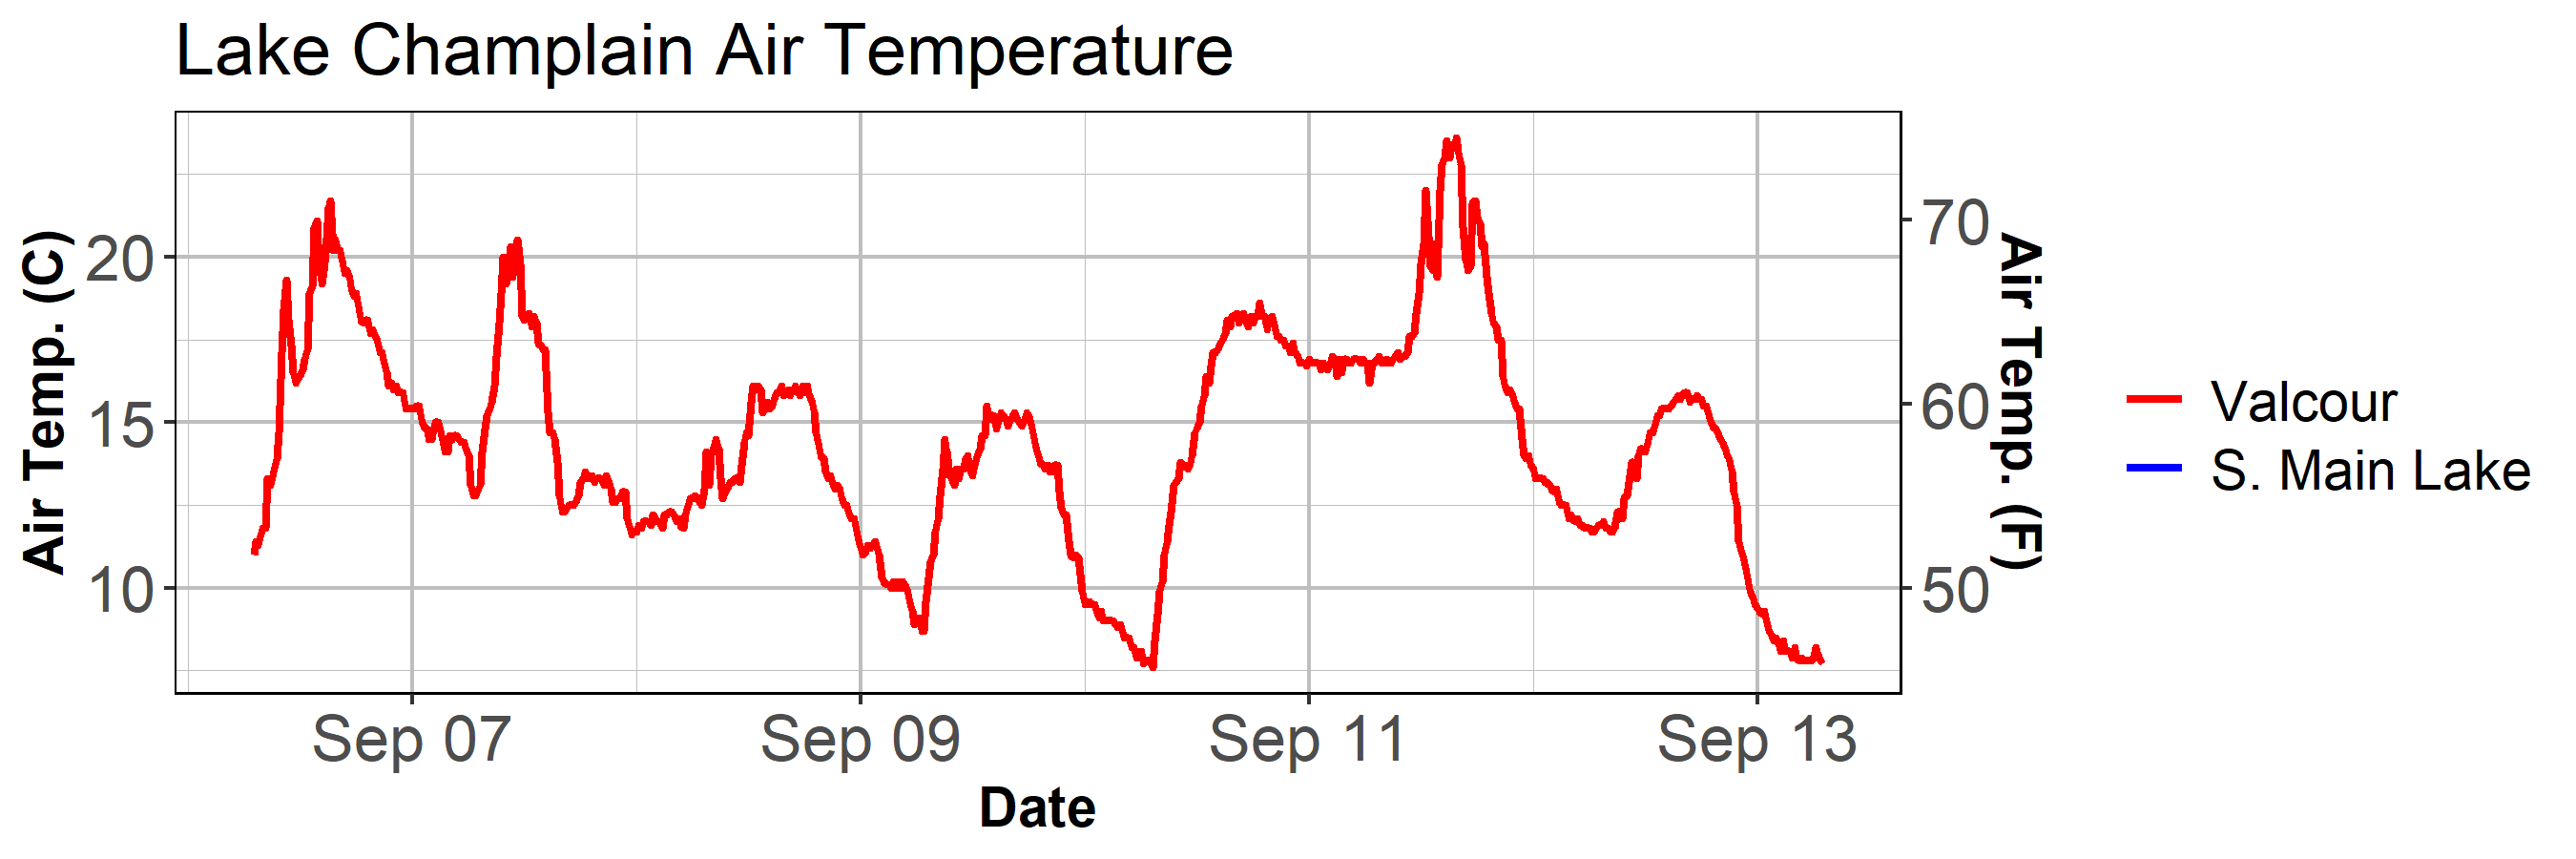 Lake Champlain Air Temperature
Air Temp. (C)
20
15
10
70
60
50
Air Temp. (F)
Sep 07
Sep 09
Sep 11
Sep 13
Date
Valcour
S. Main Lake